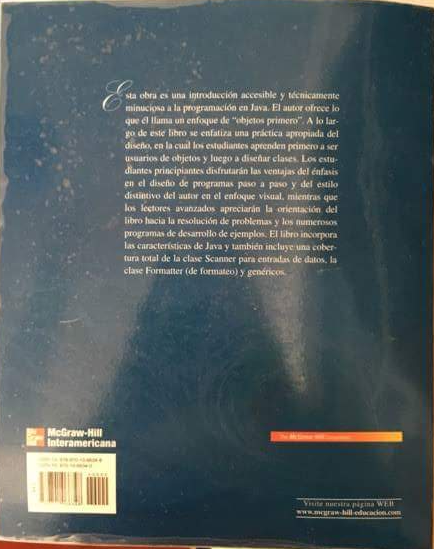 Esta obra es una introducción accesible y técnicamente
minuciosa a la programación en Java. El autor ofrece lo
que él llama un enfoque de "objetos primero". A lo lar-
go de este libro se enfatiza una práctica apropiada del
diseño, en la cual los estudiantes aprenden primero a ser
usuarios de objetos y luego a diseñar clases. Los estu-
diantes principiantes disfrutarán las ventajas del énfasis
en el diseño de programas paso a paso y del estilo
distintivo del autor en el enfoque visual, mientras que
los lectores avanzados apreciarán la orientación del
libro hacia la resolución de problemas y los numerosos
programas de desarrollo de ejemplos. El libro incorpora
las características de Java y también incluye una cober-
tura total de la clase Scanner para entradas de datos, la
clase Formatter (de formateo) y genéricos.
McGraw-Hill
Interamericana
The McGraw-Hill Companies
Visite nuestra página WEB
www.mcgraw-hill-educacion.com